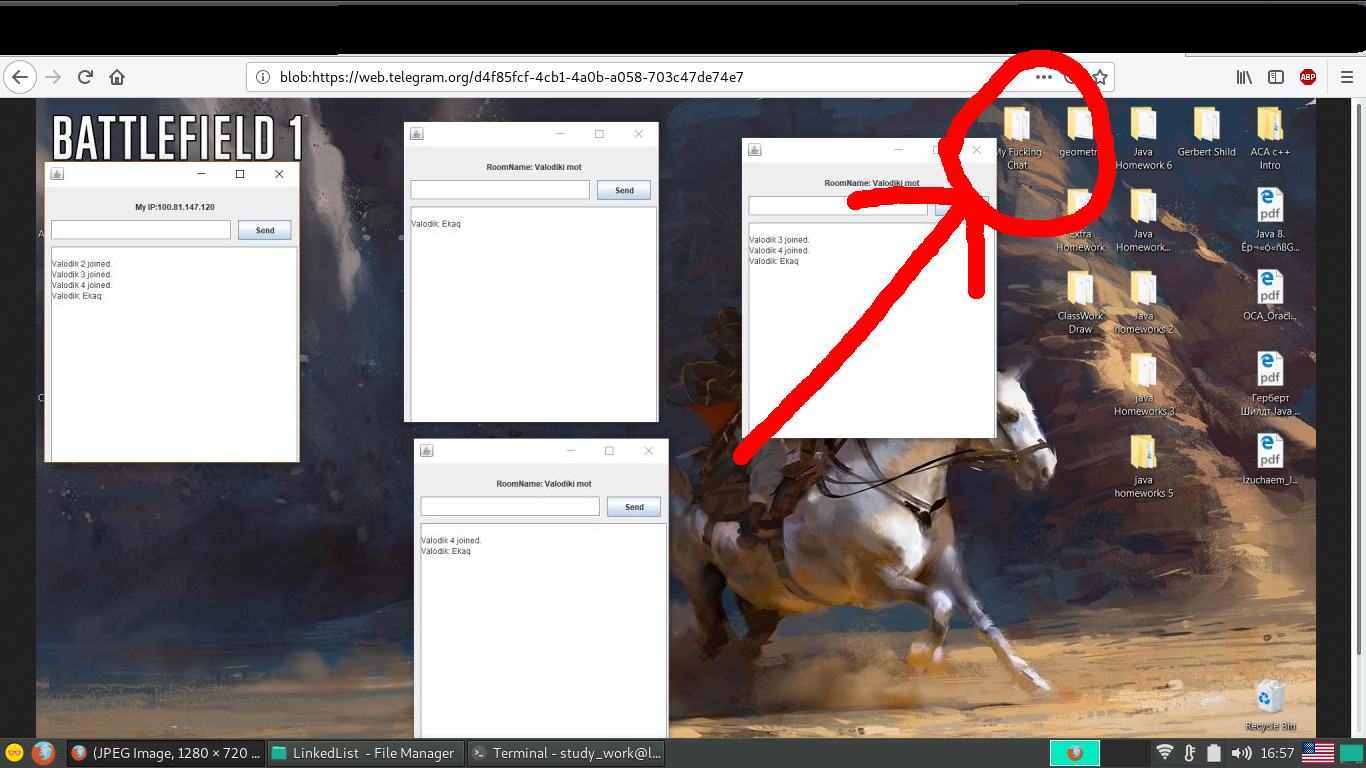 blob:https://web.telegram.org/d4f85fcf-4cb1-4a0b-a058-703c47de74e7
ABP
BATTLEFIELD 1
My IP:100.81.147.120
Send
Valodik 2 joined.
Valodik 3 joined.
Valodik 4 joined.
Valodik: Ekaq
RoomName: Valodiki mot
Send
Valodik: Ekaq
RoomName: Valodiki mot
Valodik 3 joined.
Valodik 4 joined.
Valodik: Ekaq
RoomName: Valodiki mot
Send
Valodik 4 joined.
Valodik: Ekaq
My Fucking
Chat
Java
Homework 6
Gerbert Shild
ACA c++
Intro
Extra
Homework
Java
Homework...
pdf
Java 8.
ClassWork
Draw
Java
homeworks 2
pdf
OCA_Oracl...
java
Homeworks 3
pdf
Герберт
Шилдт Java ...
java
homeworks 5
pdf
Izuchaem_J...
Recycle Bin
(JPEG Image, 1280 × 720 ...
LinkedList - File Manager
Terminal - study_work@l...
16:57